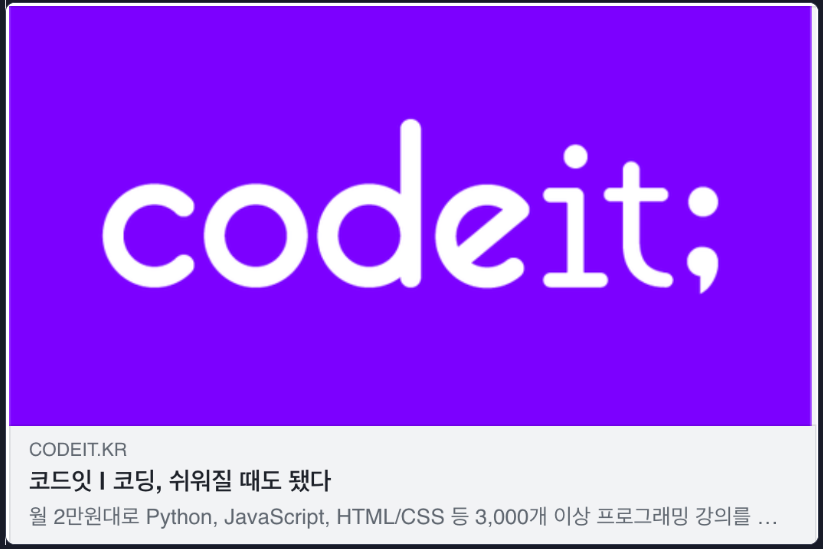 codeit;
CODEIT.KR
코드잇 I 코딩, 쉬워질 때도 됐다
월 2만원대로 Python, JavaScript, HTML/CSS 등 3,000개 이상 프로그래밍 강의를 ...